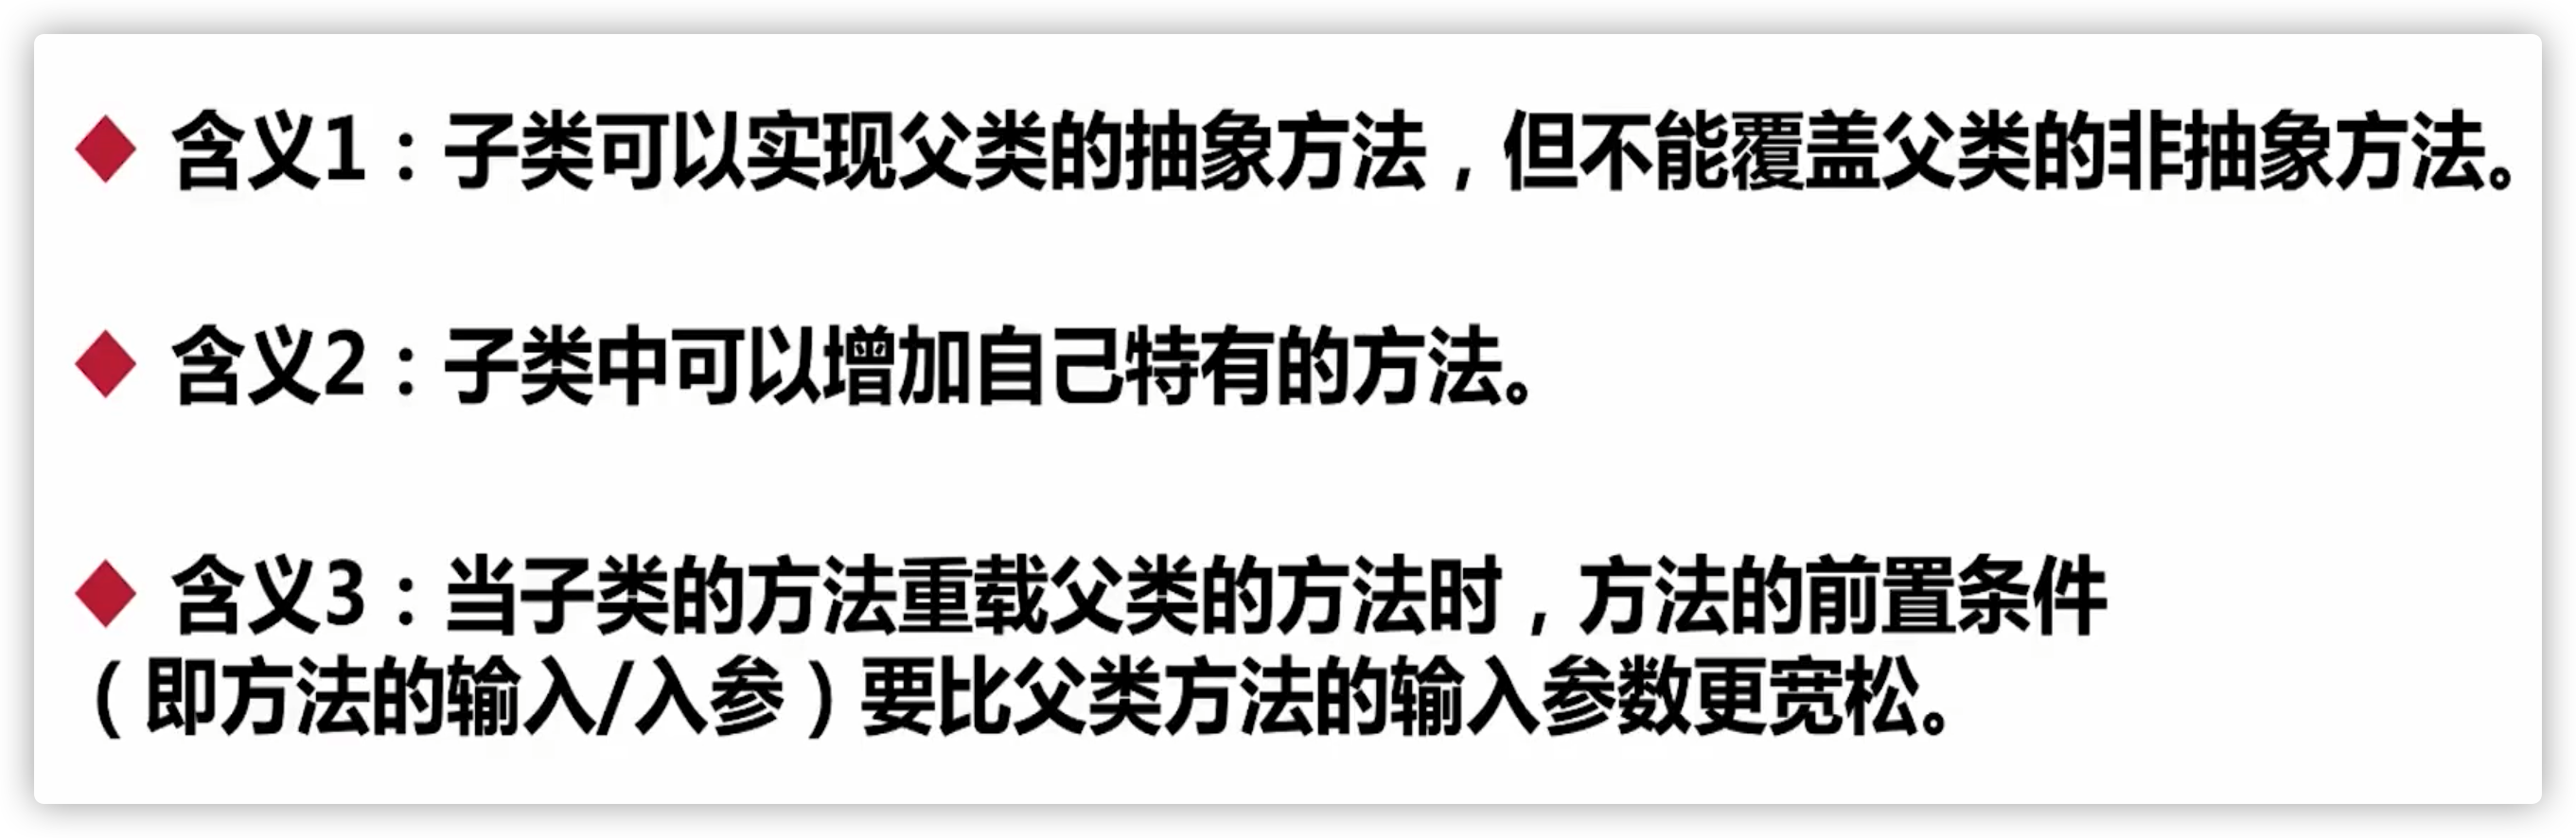 含义1：子类可以实现父类的抽象方法，但不能覆盖父类的非抽象方法。
含义2：子类中可以增加自己特有的方法。
含义3：当子类的方法重载父类的方法时，方法的前置条件
（即方法的输入/入参）要比父类方法的输入参数更宽松。